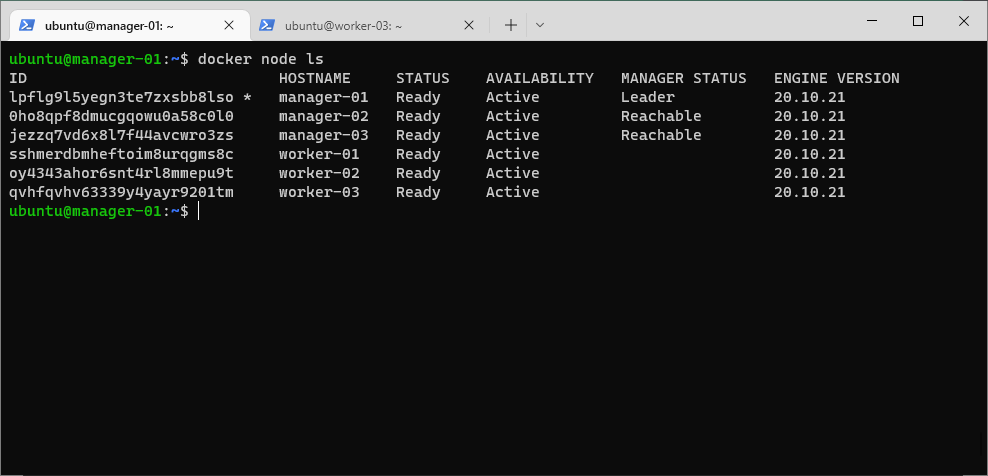 ubuntu@manager-01: ~
ubuntu@worker-03: ~
ubuntu@manager-01:~$ docker node ls
ID HOSTNAME STATUS AVAILABILITY MANAGER STATUS ENGINE VERSION
lpflg9l5yegn3te7zxsbb8lso * manager-01 Ready Active Leader 20.10.21
0ho8qpf8dmucgqowu0a58c0l0 manager-02 Ready Active Reachable 20.10.21
jezzq7vd6x8l7f44avcwro3zs manager-03 Ready Active Reachable 20.10.21
sshmerdbmheftoim8urqgms8c worker-01 Ready Active 20.10.21
oy4343ahor6snt4rl8mmepu9t worker-02 Ready Active 20.10.21
qvhfqvhv63339y4yayr9201tm worker-03 Ready Active 20.10.21
ubuntu@manager-01:~$